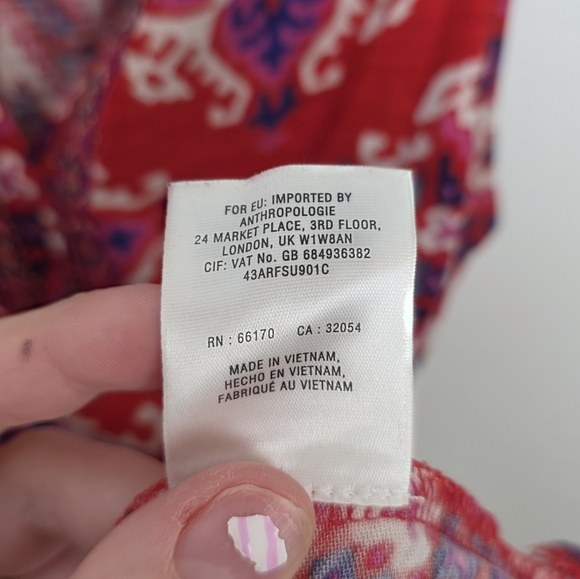 FOR EU: IMPORTED BY
ANTHROPOLOGIE
24 MARKET PLACE, 3RD FLOOR,
LONDON, UK W1W8AN
CIF: VAT No. GB 684936382
43ARFSU901C
RN : 66170 CA : 32054
MADE IN VIETNAM,
HECHO EN VIETNAM,
FABRIQUÉ AU VIETNAM